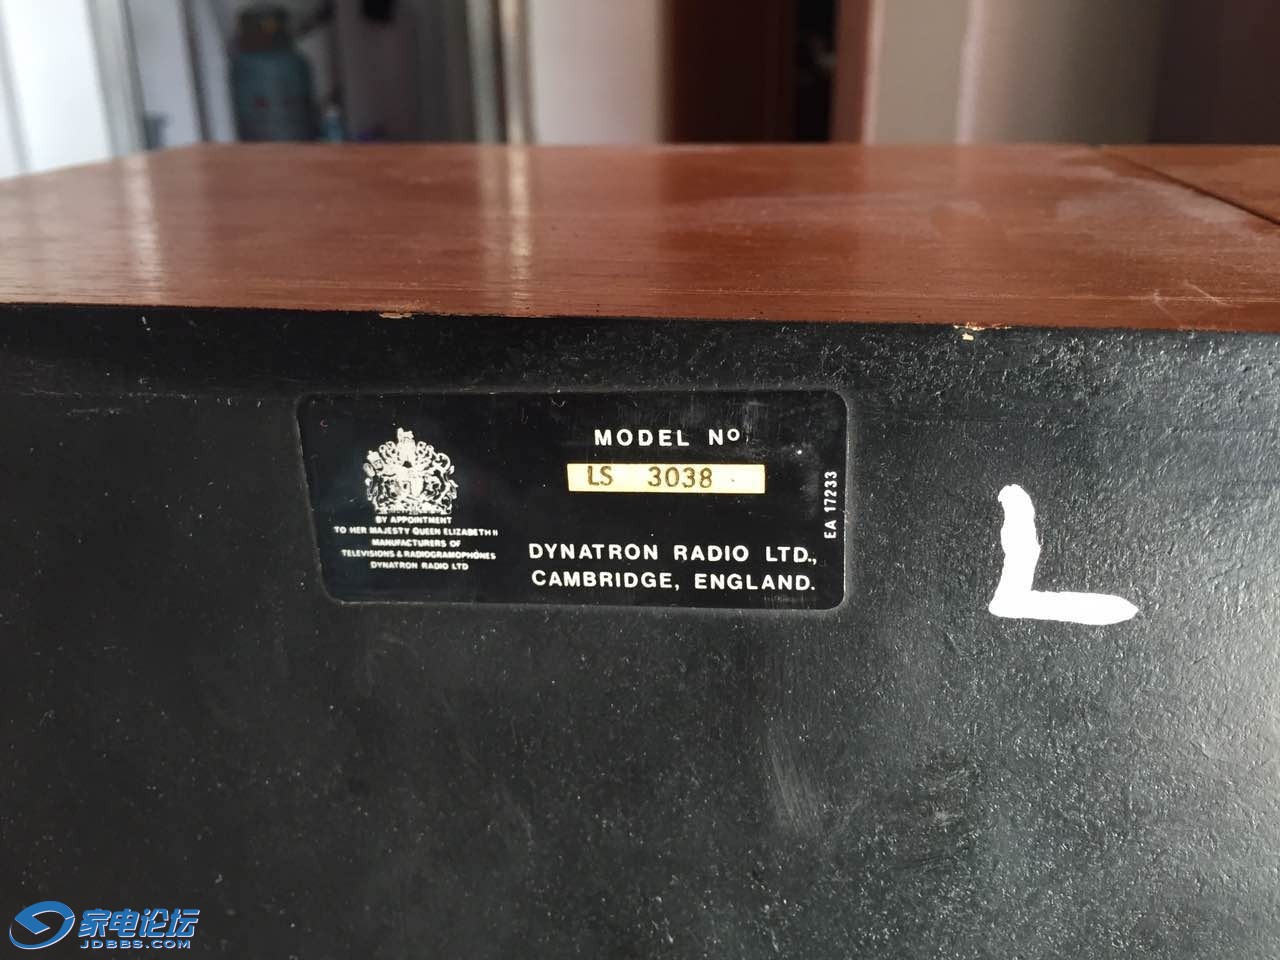 MODEL Nº
LS 3038
BY APPOINTMENT
TO HER MAJESTY QUEEN ELIZABETH II
MANUFACTURERS OF
TELEVISIONS & RADIOGRAMOPHONES
DYNATRON RADIO LTD
DYNATRON RADIO LTD.,
CAMBRIDGE, ENGLAND.
EA 17233
L
家电论坛
JDBBS.COM